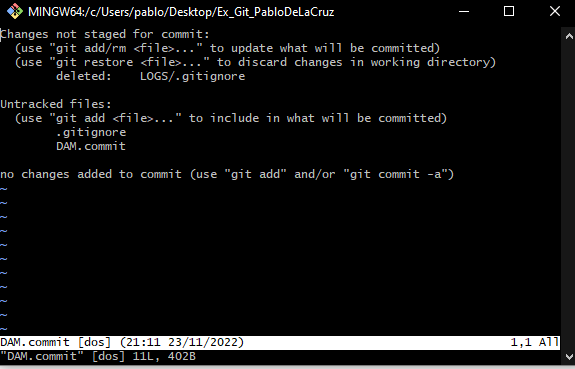 MINGW64:/c/Users/pablo/Desktop/Ex_Git_PabloDeLaCruz
Changes not staged for commit:
  (use "git add/rm <file>..." to update what will be committed)
  (use "git restore <file>..." to discard changes in working directory)
        deleted:    LOGS/.gitignore

Untracked files:
  (use "git add <file>..." to include in what will be committed)
        .gitignore
        DAM.commit

no changes added to commit (use "git add" and/or "git commit -a")
~
~
~
~
~
~
~
~
~
~
~
DAM.commit [dos] (21:11 23/11/2022) 1,1 All
"DAM.commit" [dos] 11L, 402B